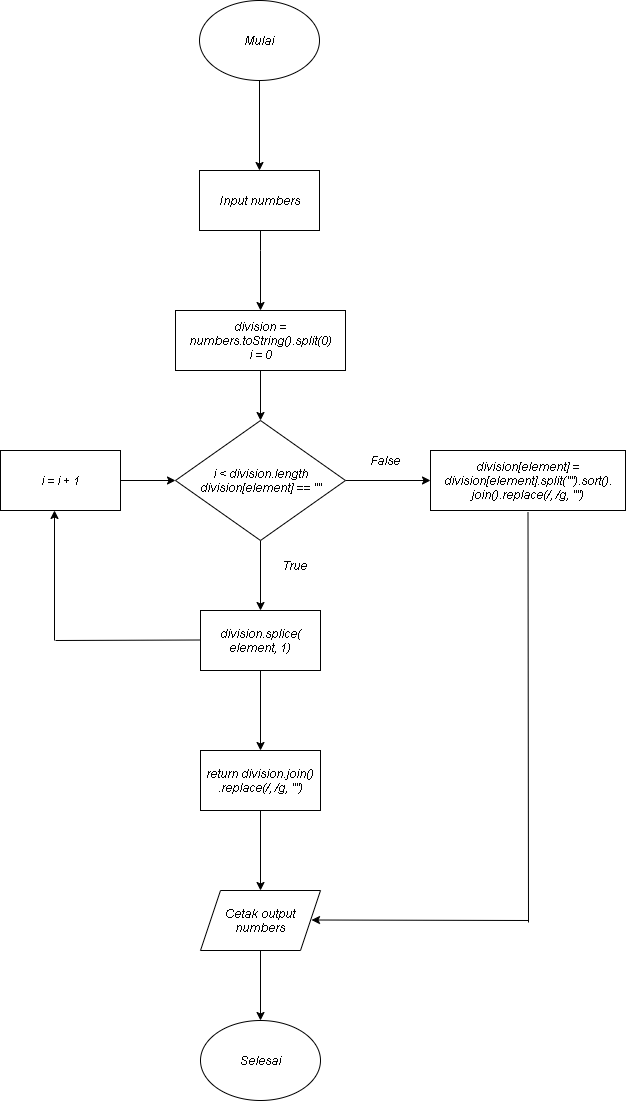 Mulai
Input numbers
division =
numbers.toString().split(0)
i = 0
i = i + 1
i < division.length
division[element] == ""
False
division[element] =
division[element].split("").sort().
join().replace(/, /g, "")
True
division.splice(
element, 1)
return division.join()
.replace(/, /g, "")
Cetak output
numbers
Selesai